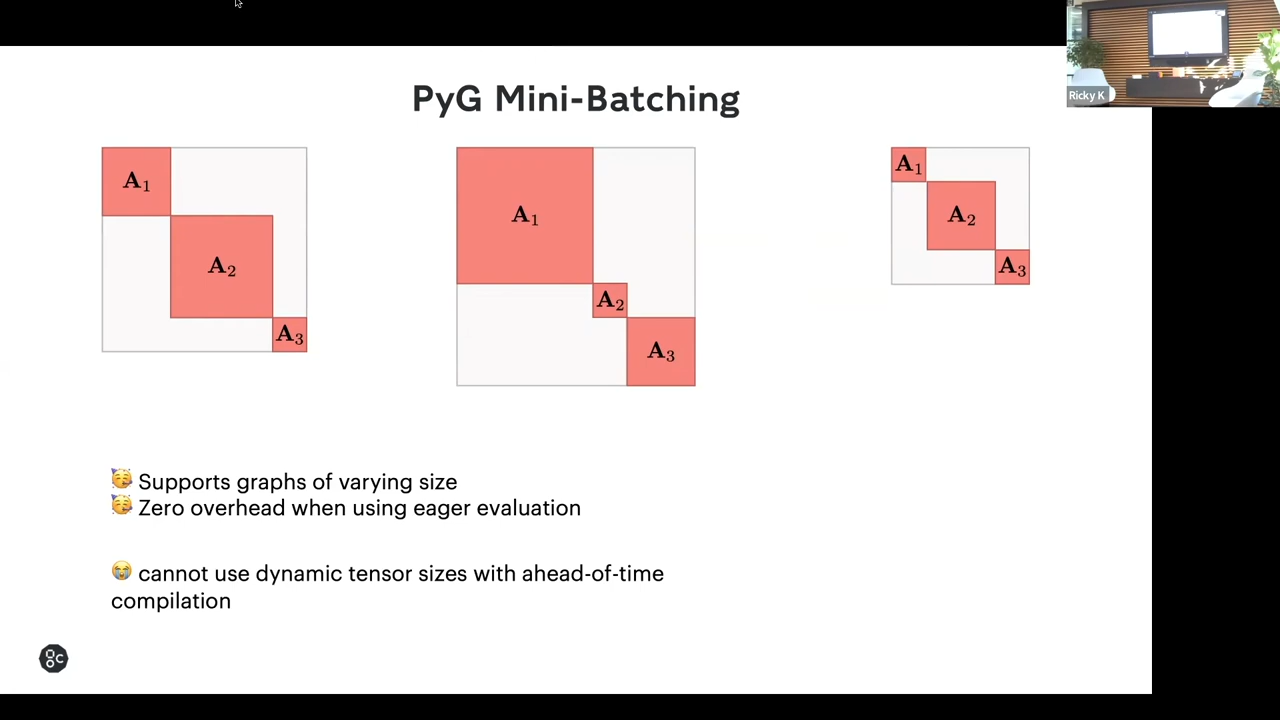 PyG Mini-Batching
Ricky K
A₁
A₂
A₃
A₁
A₂
A₃
A₁
A₂
A₃
🥳 Supports graphs of varying size
🥳 Zero overhead when using eager evaluation
😭 cannot use dynamic tensor sizes with ahead-of-time
compilation